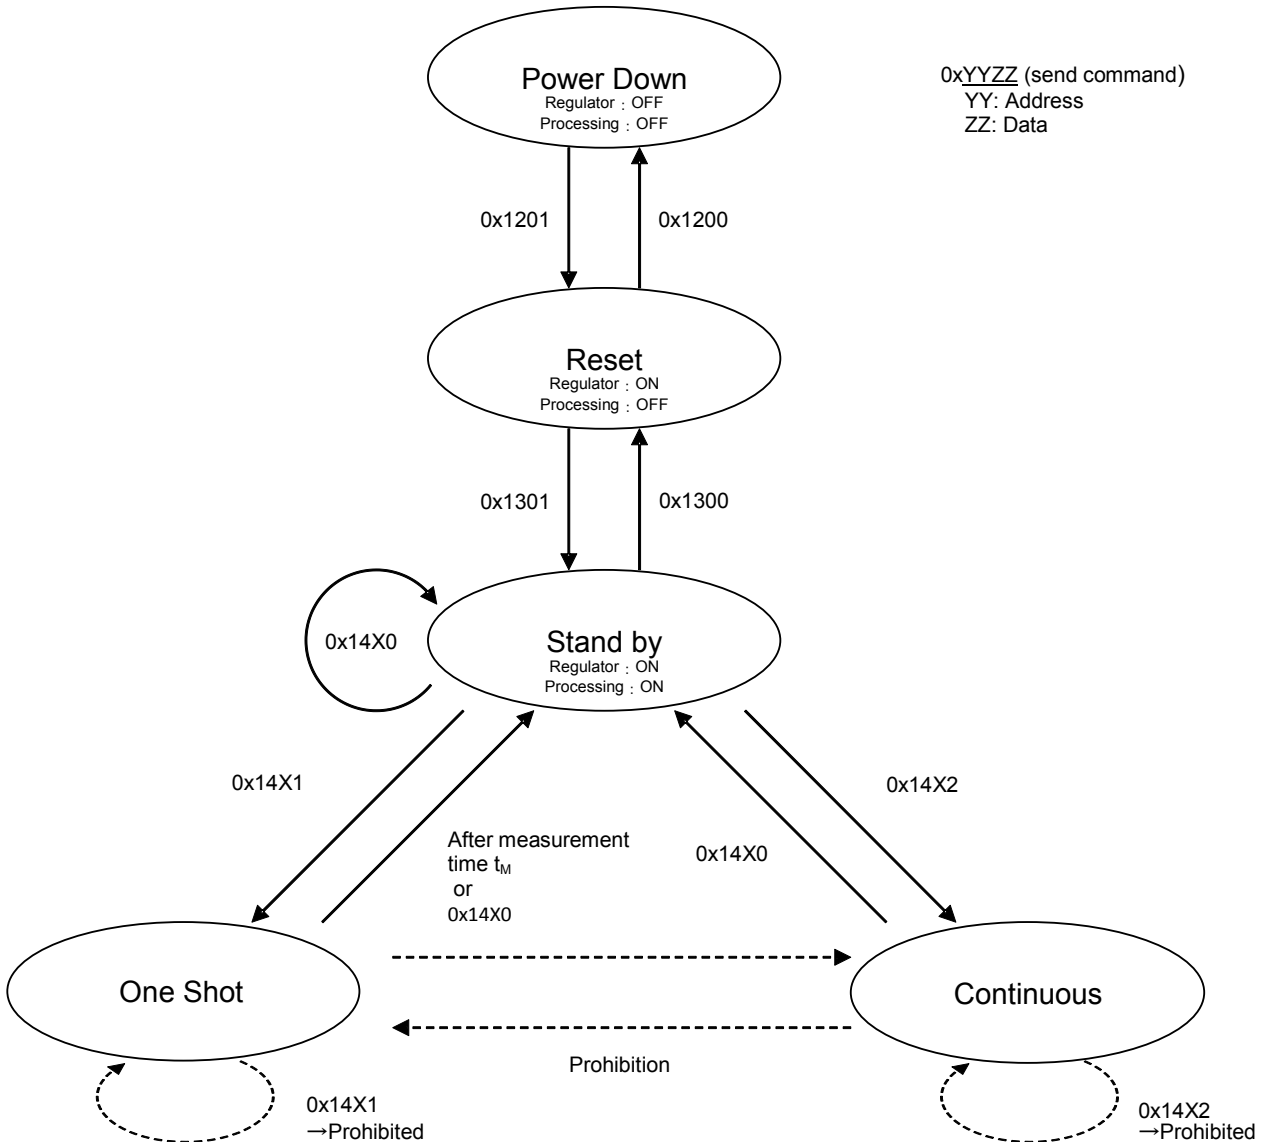 Power Down
Regulator : OFF
Processing : OFF
0xYYZZ (send command)
YY: Address
ZZ: Data
0x1201
0x1200
Reset
Regulator : ON
Processing : OFF
0x1301
0x1300
0x14X0
Stand by
Regulator : ON
Processing : ON
0x14X1
0x14X2
After measurement
time tM
or
0x14X0
0x14X0
One Shot
Continuous
Prohibition
0x14X1
→Prohibited
0x14X2
→Prohibited